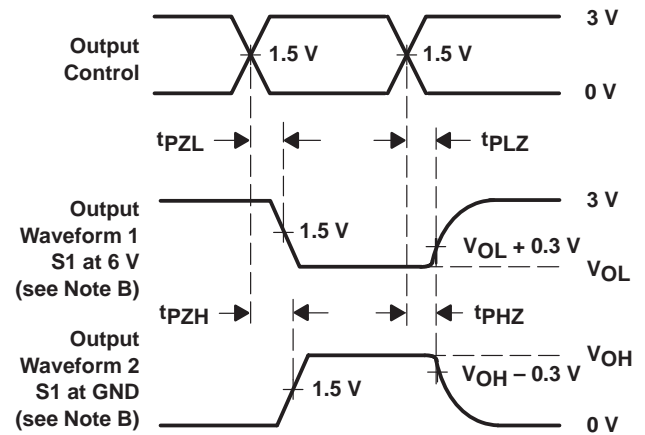 3 V
Output
Control
1.5 V
1.5 V
0 V
tPZL
tPLZ
Output
Waveform 1
S1 at 6 V
(see Note B)
3 V
1.5 V
VOL + 0.3 V
VOL
tPZH
tPHZ
Output
Waveform 2
S1 at GND
(see Note B)
VOH
VOH – 0.3 V
1.5 V
0 V